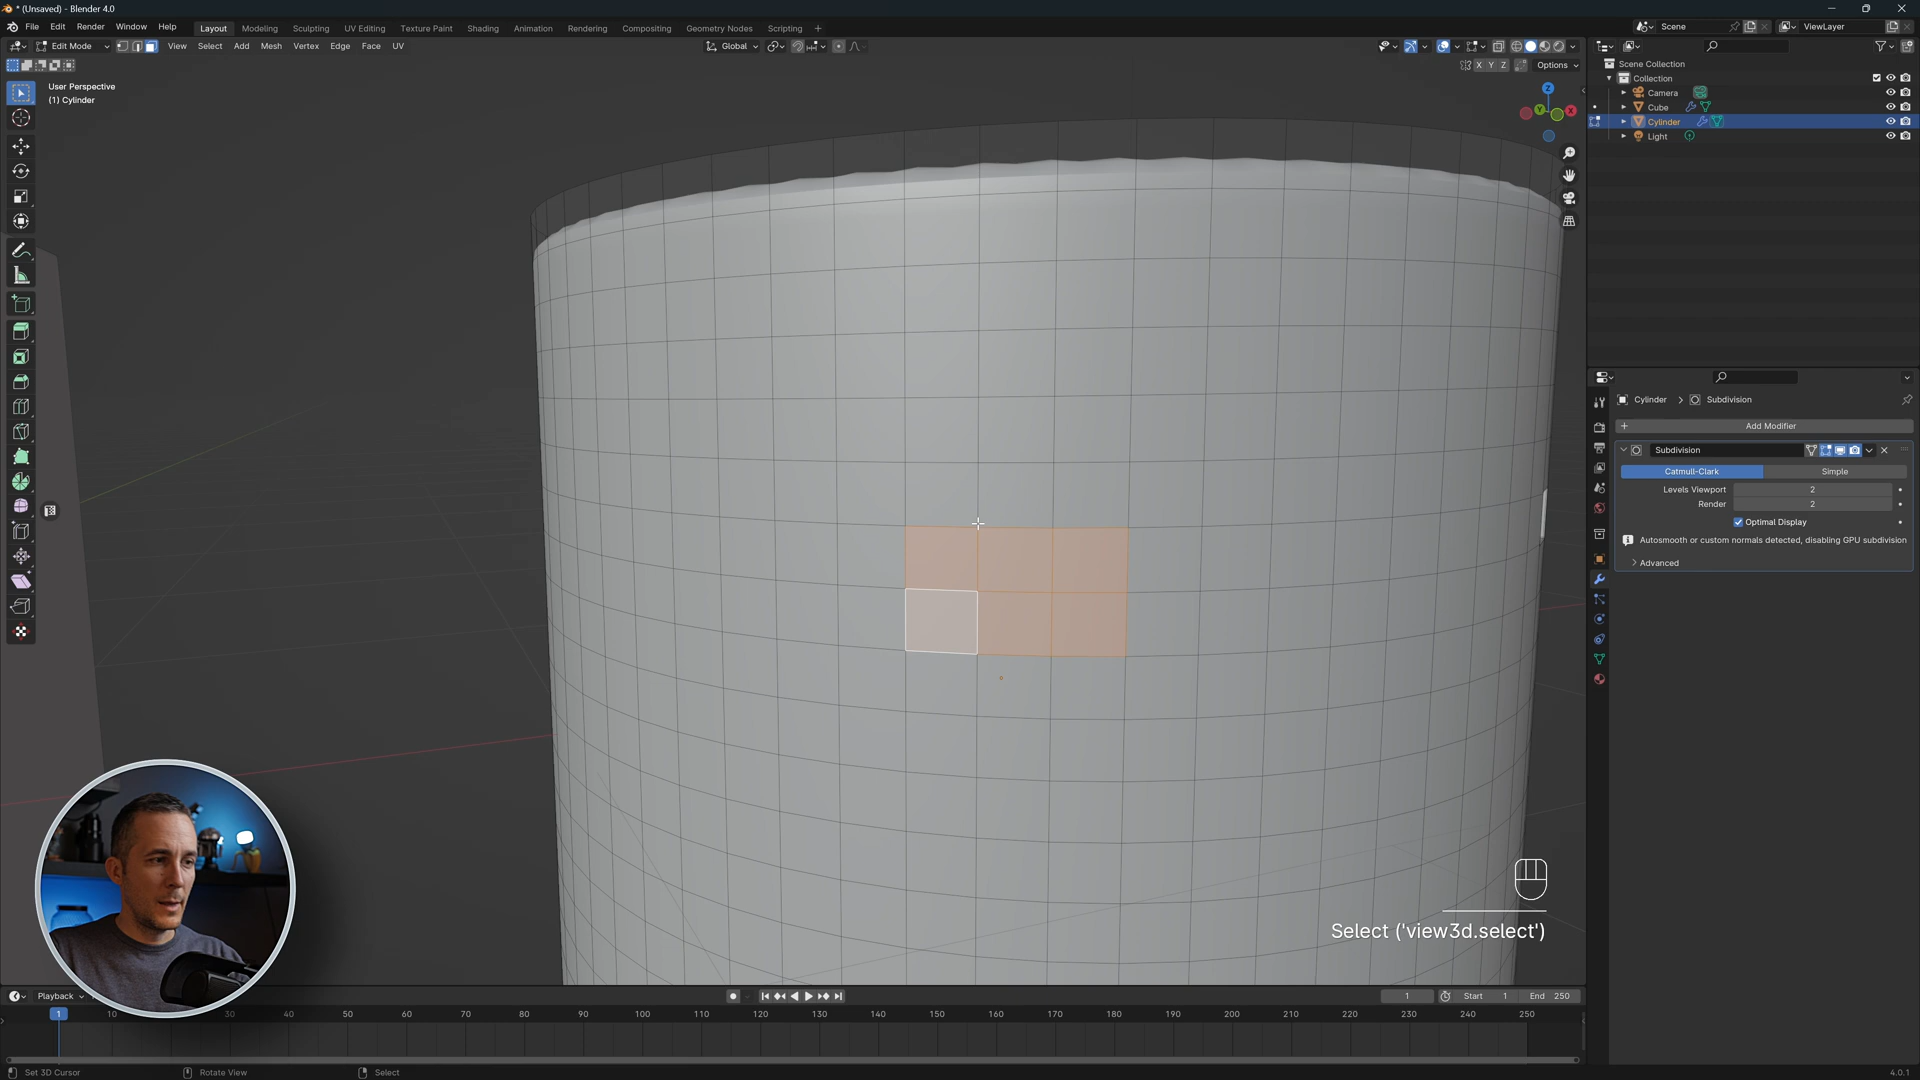 * (Unsaved) - Blender 4.0
File Edit Render Window Help Layout Modeling Sculpting UV Editing Texture Paint Shading Animation Rendering Compositing Geometry Nodes Scripting + Scene ViewLayer
Edit Mode View Select Add Mesh Vertex Edge Face UV Global
X Y Z Options
User Perspective
(1) Cylinder
Z
Y X
Scene Collection
Collection
Camera
Cube
Cylinder
Light
Cylinder > Subdivision
+ Add Modifier
Subdivision
Catmull-Clark Simple
Levels Viewport 2
Render 2
Optimal Display
Autosmooth or custom normals detected, disabling GPU subdivision
Advanced
Select ('view3d.select')
Playback 1 Start 1 End 250
1 10 30 40 50 60 70 80 90 100 110 120 130 140 150 160 170 180 190 200 210 220 230 240 250
Set 3D Cursor Rotate View Select 4.0.1